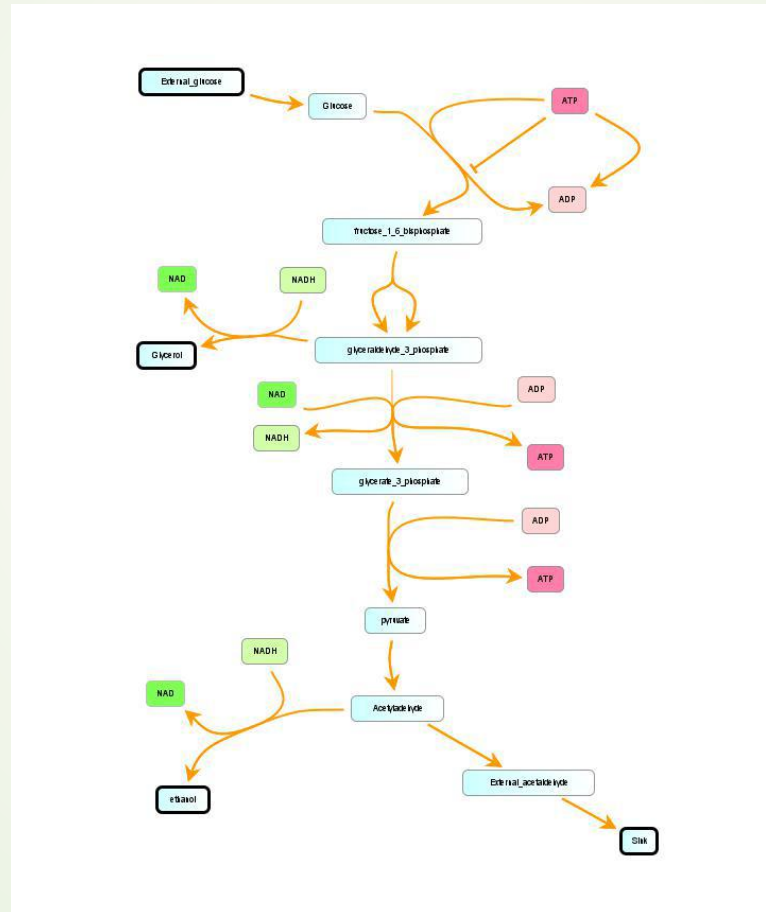 External_glucose
Glucose
ATP
ADP
fructose_1_6_bisphosphate
NAD
NADH
Glycerol
glyceraldehyde_3_phosphate
NAD
ADP
NADH
ATP
glycerate_3_phosphate
ADP
ATP
pyruvate
NADH
NAD
Acetyladehyde
External_acetaldehyde
ethanol
Sink